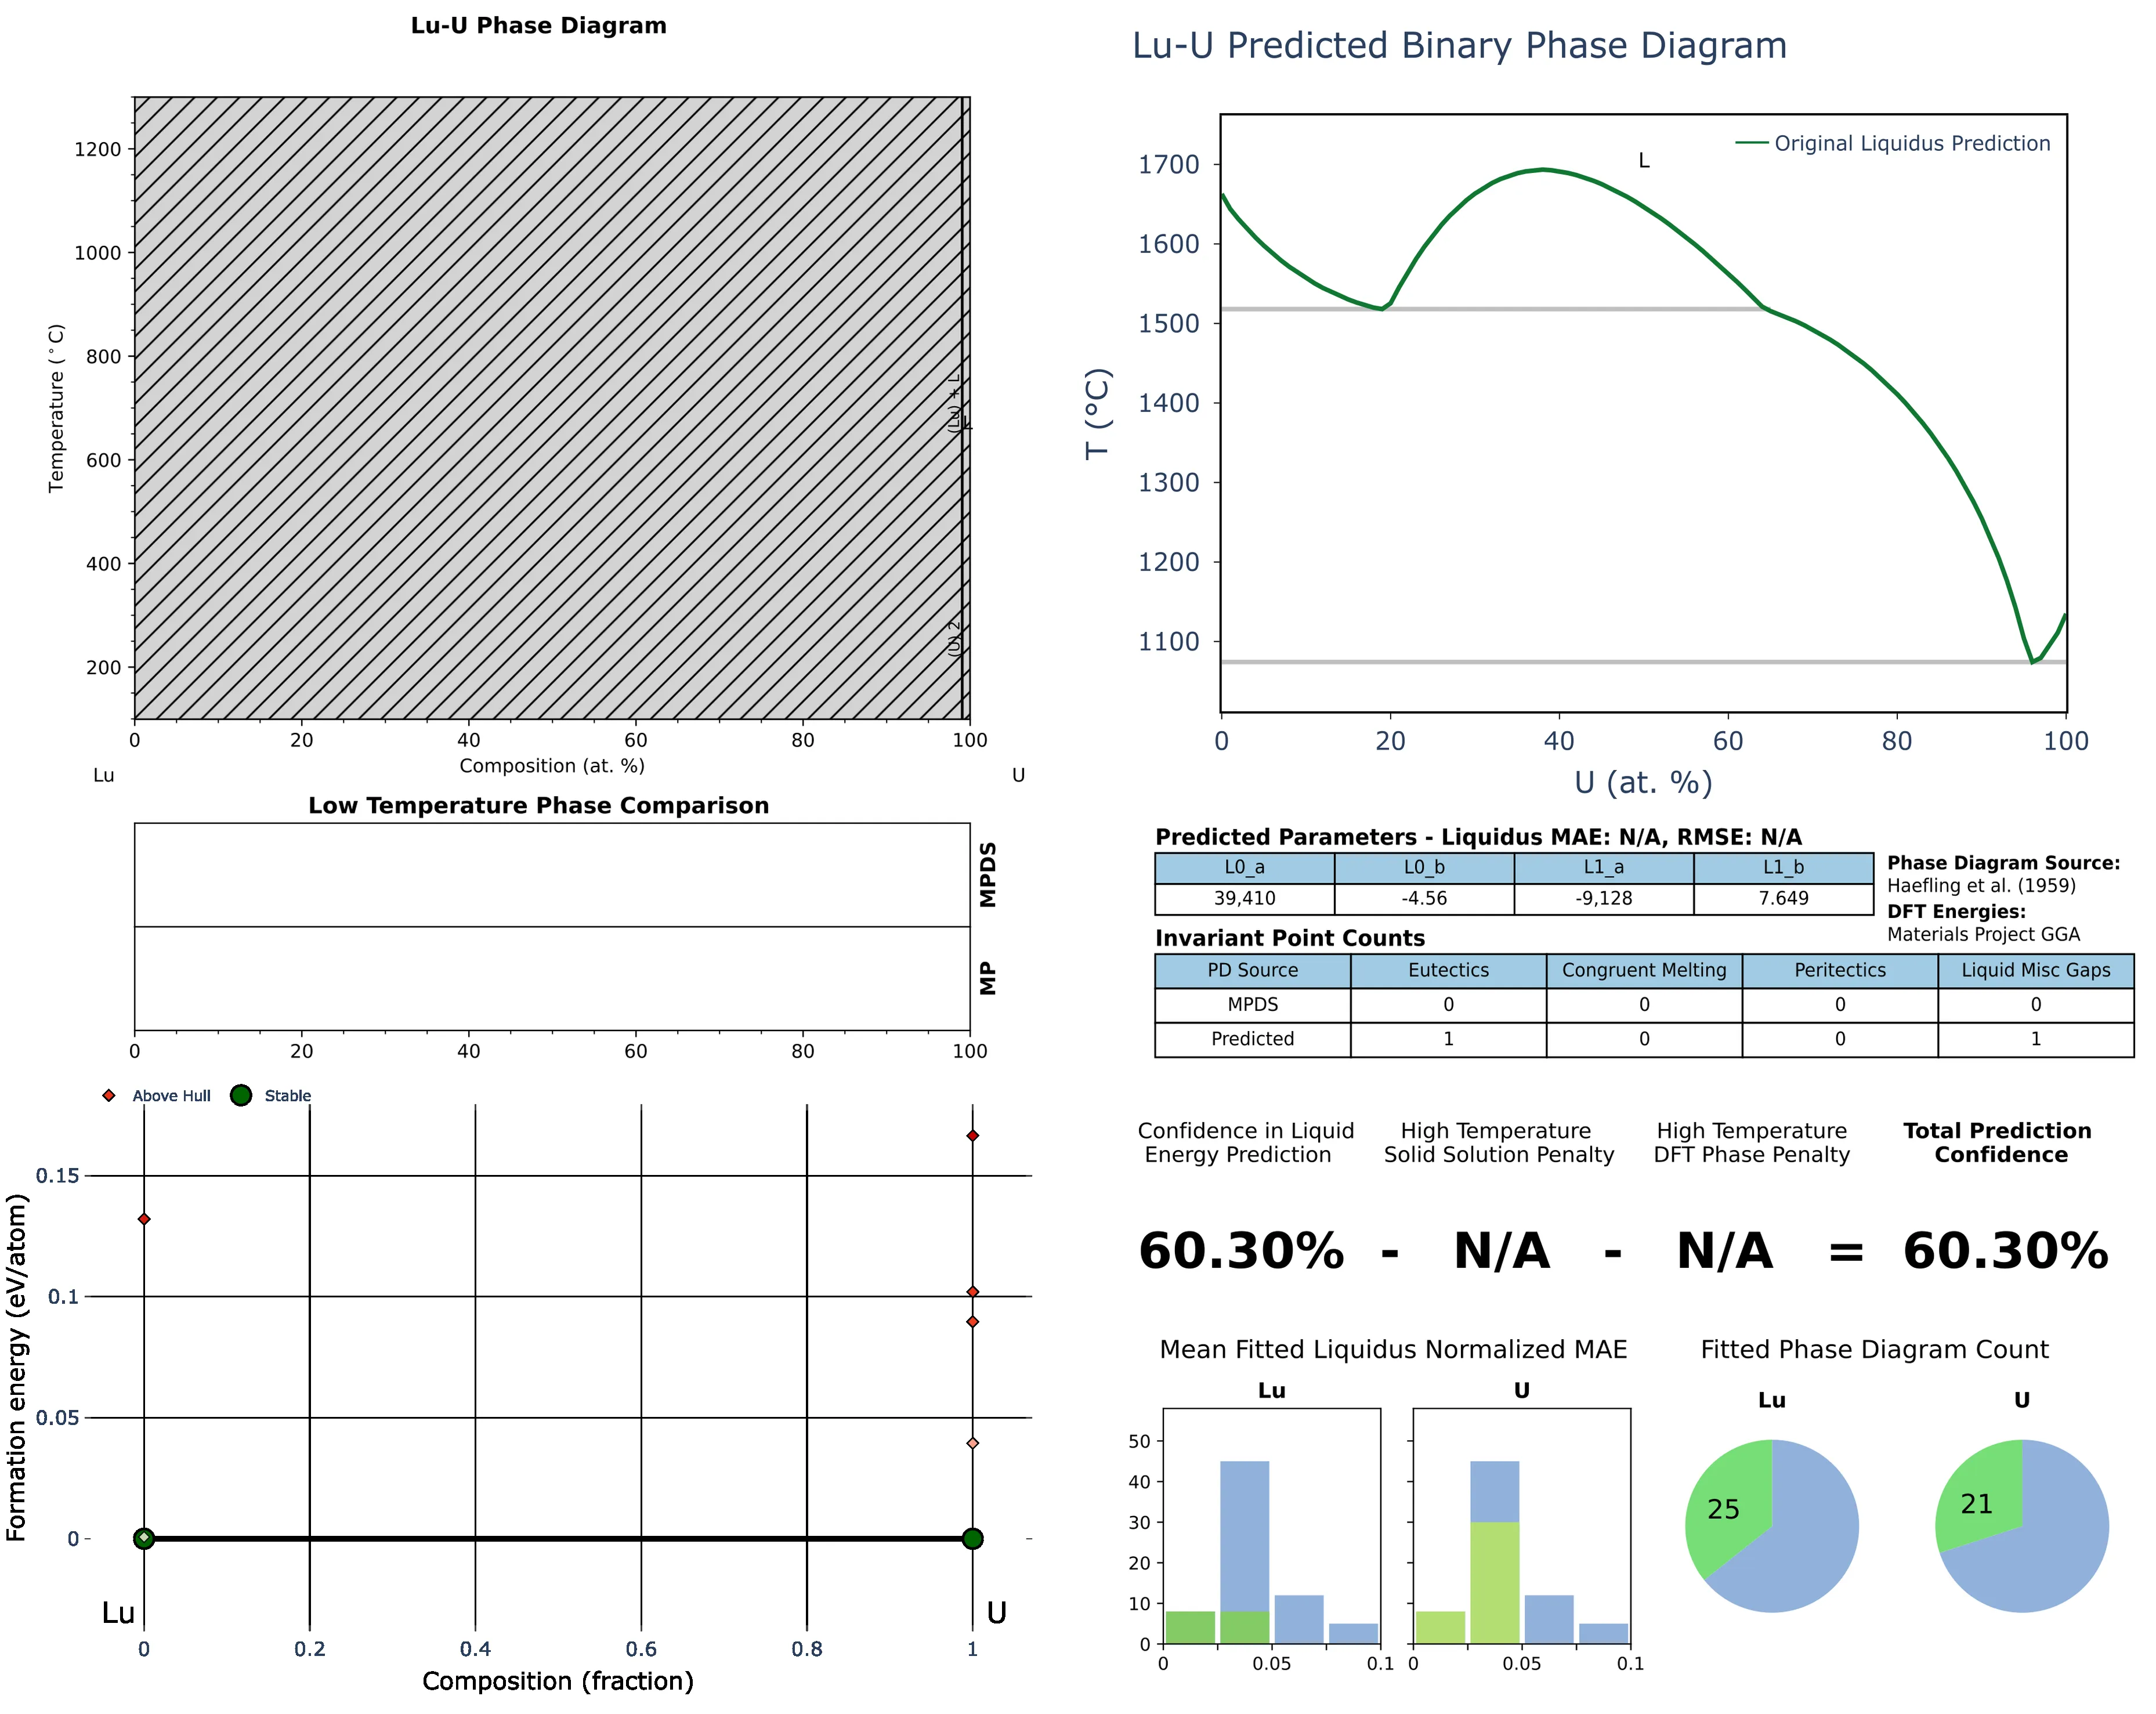 Lu-U Phase Diagram
1200
1000
800
600
400
200
Temperature (°C)
(Lu) + L
L
(U) 2
0 20 40 60 80 100
Composition (at. %)
Lu U
Low Temperature Phase Comparison
MPDS
MP
0 20 40 60 80 100
Above Hull Stable
0.15
0.1
0.05
0
Formation energy (eV/atom)
Lu U
0 0.2 0.4 0.6 0.8 1
Composition (fraction)
Lu-U Predicted Binary Phase Diagram
Original Liquidus Prediction
L
1700
1600
1500
1400
1300
1200
1100
T (°C)
0 20 40 60 80 100
U (at. %)
Predicted Parameters - Liquidus MAE: N/A, RMSE: N/A
L0_a L0_b L1_a L1_b
39,410 -4.56 -9,128 7.649
Phase Diagram Source:
Haefling et al. (1959)
DFT Energies:
Materials Project GGA
Invariant Point Counts
PD Source Eutectics Congruent Melting Peritectics Liquid Misc Gaps
MPDS 0 0 0 0
Predicted 1 0 0 1
Confidence in Liquid
Energy Prediction
High Temperature
Solid Solution Penalty
High Temperature
DFT Phase Penalty
Total Prediction
Confidence
60.30% - N/A - N/A = 60.30%
Mean Fitted Liquidus Normalized MAE
Lu U
50
40
30
20
10
0
0 0.05 0.1 0 0.05 0.1
Fitted Phase Diagram Count
Lu U
25 21